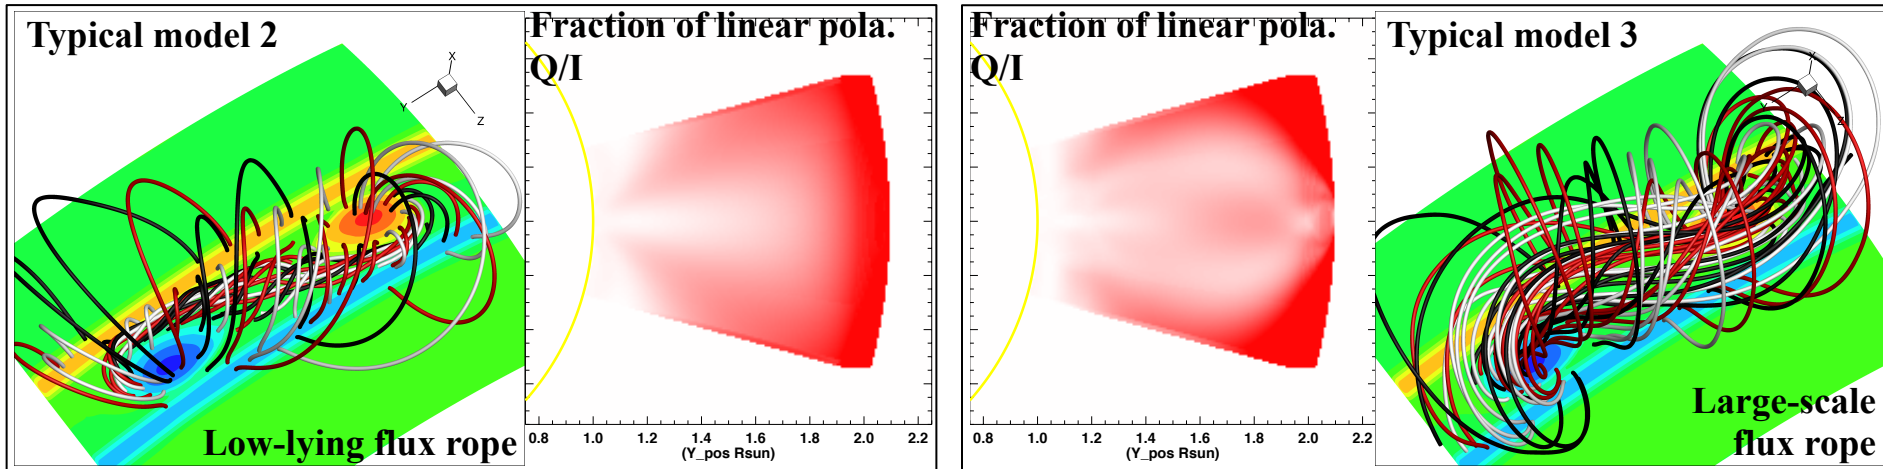 Typical model 2
X
Y
Z
Low-lying flux rope
Fraction of linear pola.
Q/I
0.8 1.0 1.2 1.4 1.6 1.8 2.0 2.2
(Y_pos Rsun)
Fraction of linear pola.
Q/I
0.8 1.0 1.2 1.4 1.6 1.8 2.0 2.2
(Y_pos Rsun)
Typical model 3
X
Large-scale
flux rope